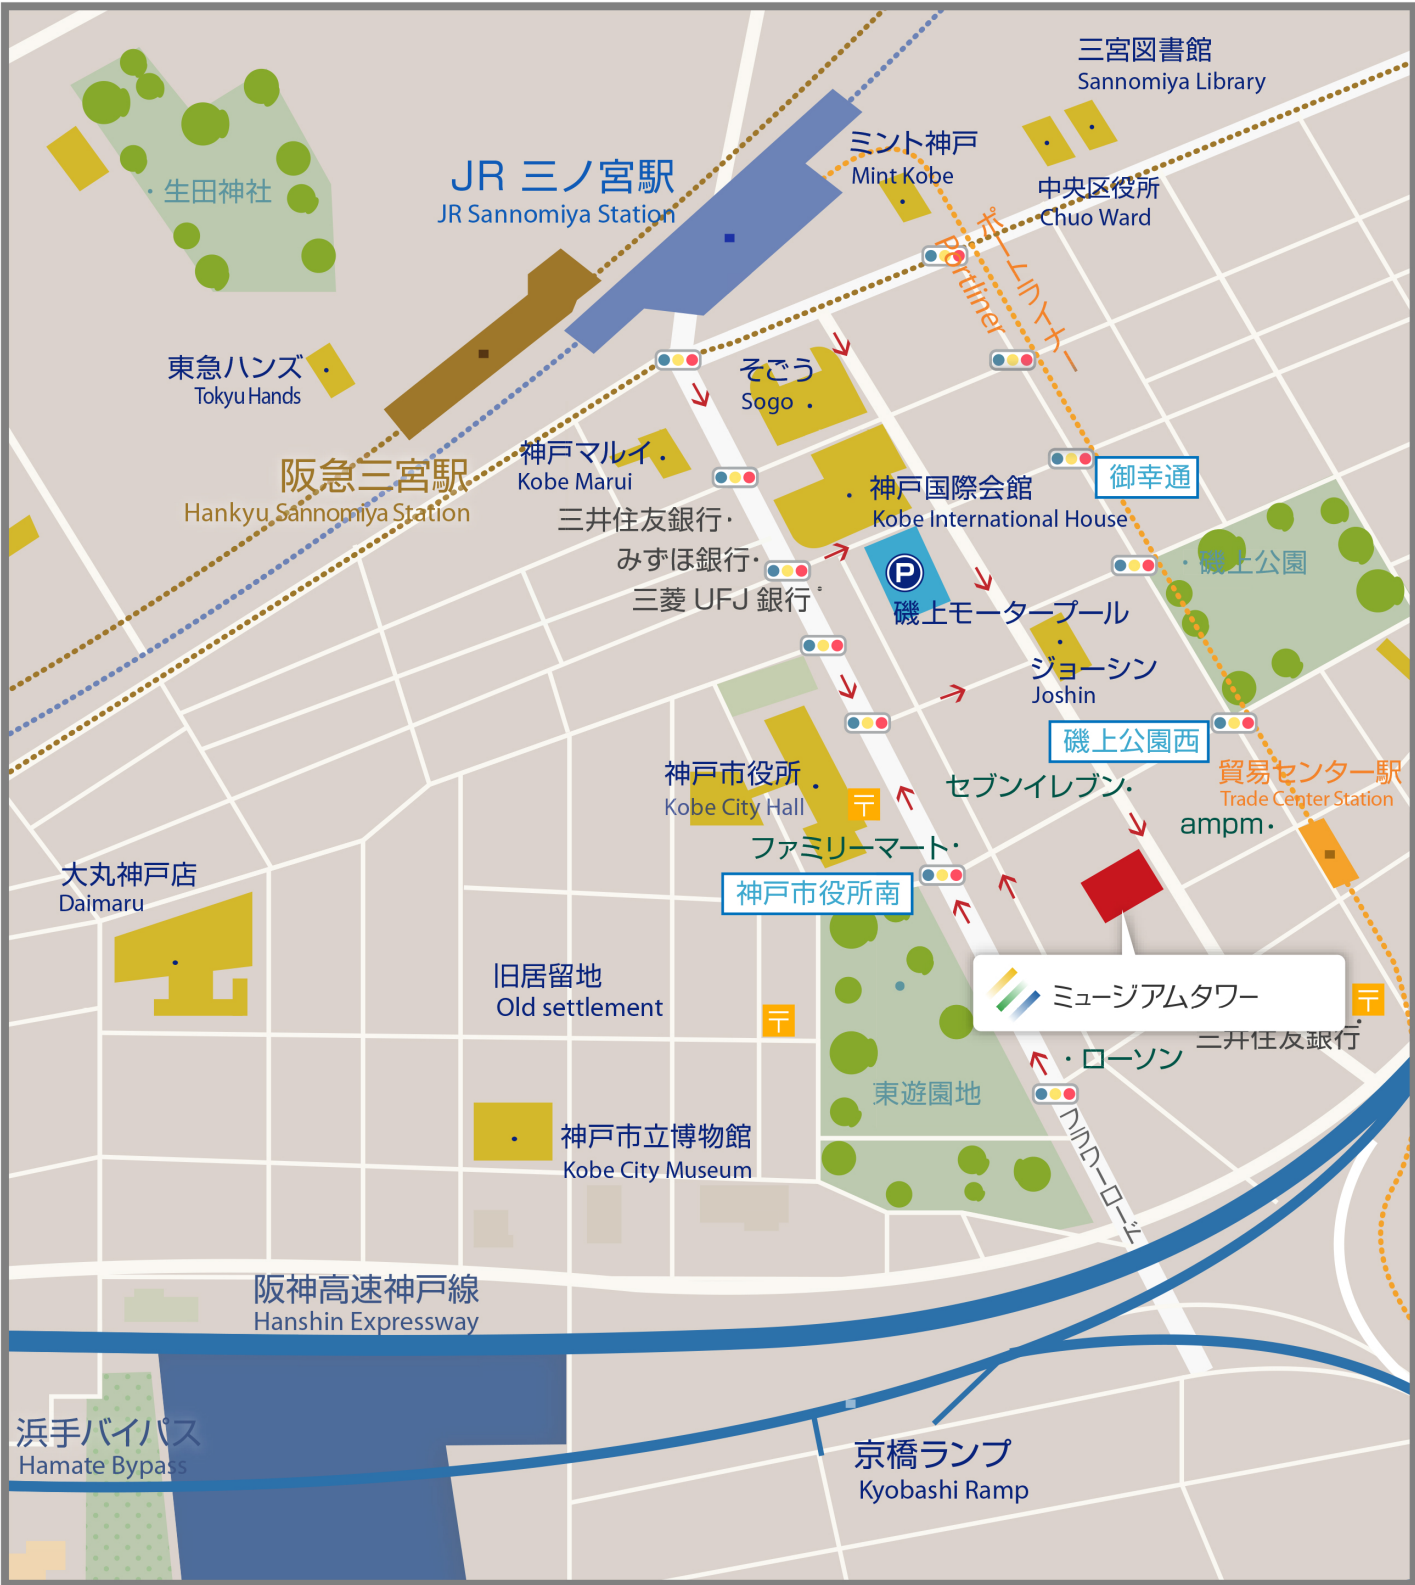 三宮図書館
Sannomiya Library
ミント神戸
Mint Kobe
JR 三ノ宮駅
JR Sannomiya Station
生田神社
中央区役所
Chuo Ward
ポートライナー
Portliner
東急ハンズ
Tokyu Hands
そごう
Sogo
神戸マルイ
Kobe Marui
阪急三宮駅
Hankyu Sannomiya Station
御幸通
神戸国際会館
Kobe International House
三井住友銀行
みずほ銀行
三菱 UFJ 銀行
P
磯上公園
磯上モータープール
ジョーシン
Joshin
磯上公園西
神戸市役所
Kobe City Hall
〒
セブンイレブン
貿易センター駅
Trade Center Station
ampm
ファミリーマート
神戸市役所南
大丸神戸店
Daimaru
旧居留地
Old settlement
〒
ミュージアムタワー
〒
三井住友銀行
ローソン
東遊園地
フラワーロード
神戸市立博物館
Kobe City Museum
阪神高速神戸線
Hanshin Expressway
浜手バイパス
Hamate Bypass
京橋ランプ
Kyobashi Ramp